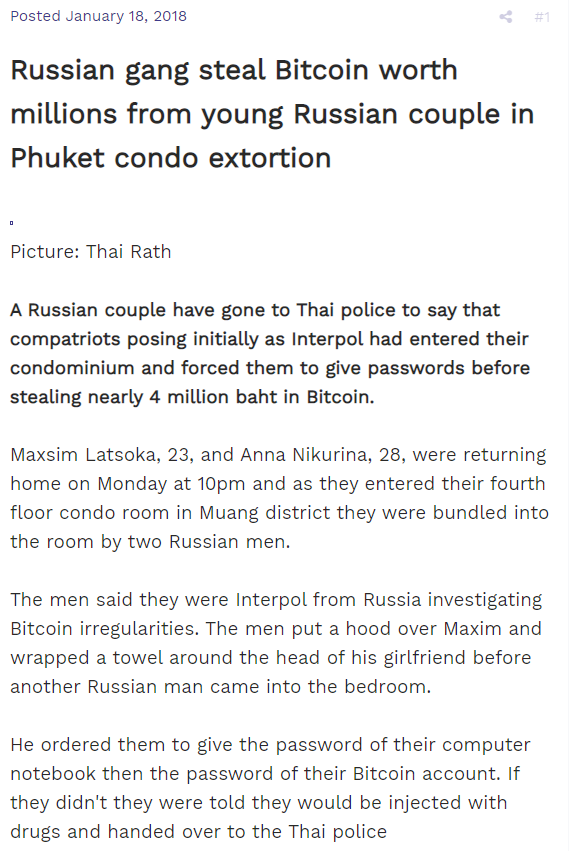 Posted January 18, 2018
#1
Russian gang steal Bitcoin worth
millions from young Russian couple in
Phuket condo extortion
Picture: Thai Rath
A Russian couple have gone to Thai police to say that
compatriots posing initially as Interpol had entered their
condominium and forced them to give passwords before
stealing nearly 4 million baht in Bitcoin.
Maxsim Latsoka, 23, and Anna Nikurina, 28, were returning
home on Monday at 10pm and as they entered their fourth
floor condo room in Muang district they were bundled into
the room by two Russian men.
The men said they were Interpol from Russia investigating
Bitcoin irregularities. The men put a hood over Maxim and
wrapped a towel around the head of his girlfriend before
another Russian man came into the bedroom.
He ordered them to give the password of their computer
notebook then the password of their Bitcoin account. If
they didn't they were told they would be injected with
drugs and handed over to the Thai police